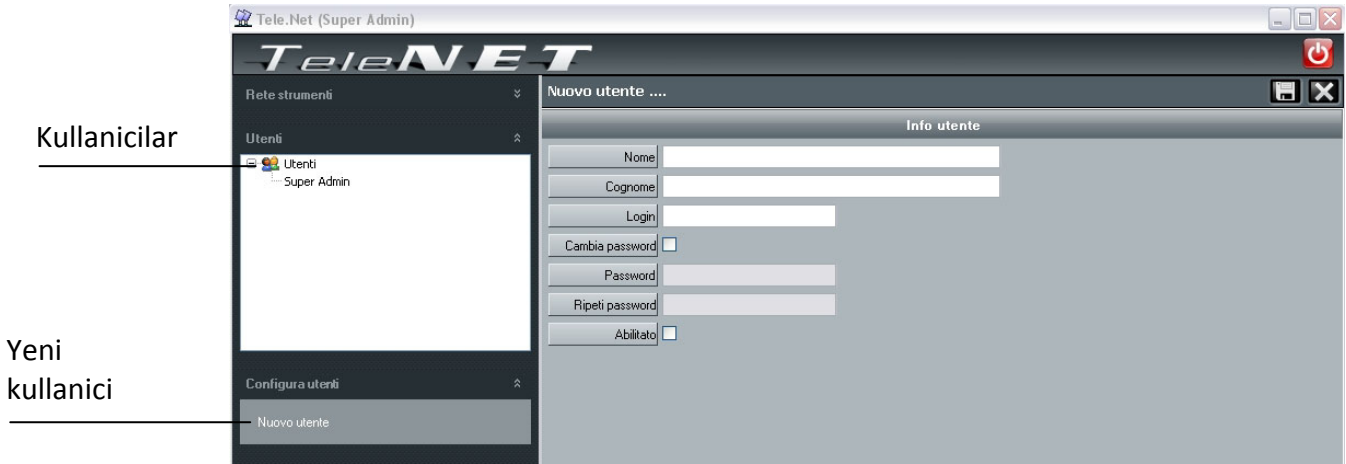 Tele.Net (Super Admin)
TeleNET
Rete strumenti
Nuovo utente ....
Kullanicilar
Utenti
Info utente
Utenti
Super Admin
Nome
Cognome
Login
Cambia password
Password
Ripeti password
Abilitato
Yeni
kullanici
Configura utenti
Nuovo utente